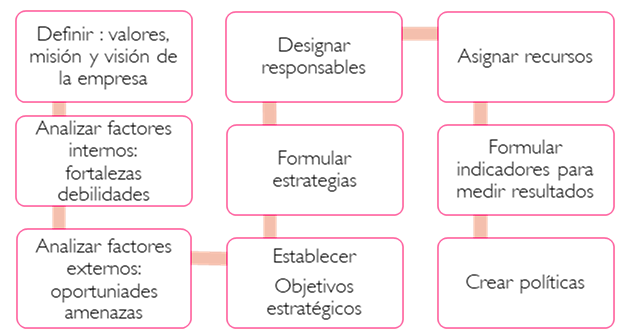 Definir : valores,
misión y visión de
la empresa
Analizar factores
internos:
fortalezas
debilidades
Analizar factores
externos:
oportuniades
amenazas
Establecer
Objetivos
estratégicos
Formular
estrategias
Designar
responsables
Asignar recursos
Formular
indicadores para
medir resultados
Crear políticas